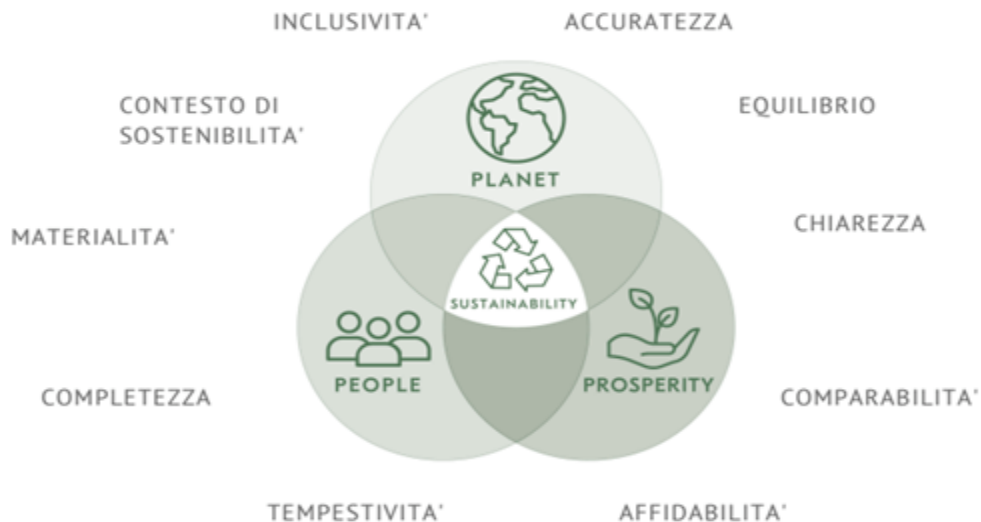 INCLUSIVITA'
ACCURATEZZA
CONTESTO DI
SOSTENIBILITA'
EQUILIBRIO
PLANET
MATERIALITA'
CHIAREZZA
SUSTAINABILITY
PEOPLE
PROSPERITY
COMPLETEZZA
COMPARABILITA'
TEMPESTIVITA'
AFFIDABILITA'